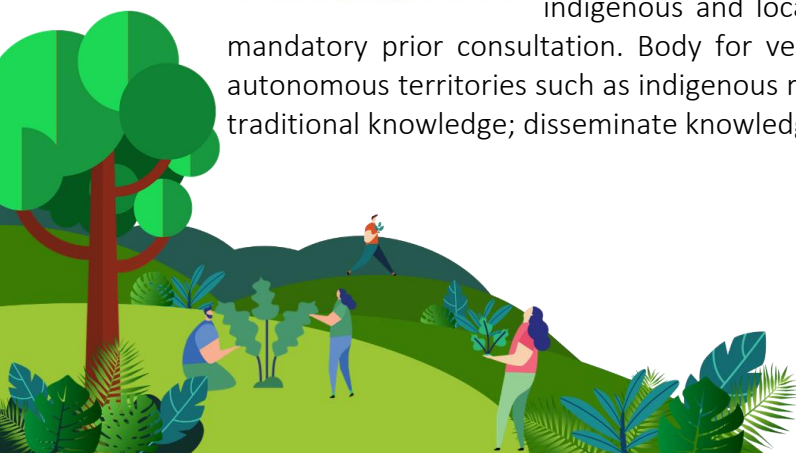 indigenous and loca
mandatory prior consultation. Body for ve
autonomous territories such as indigenous
traditional knowledge; disseminate knowled